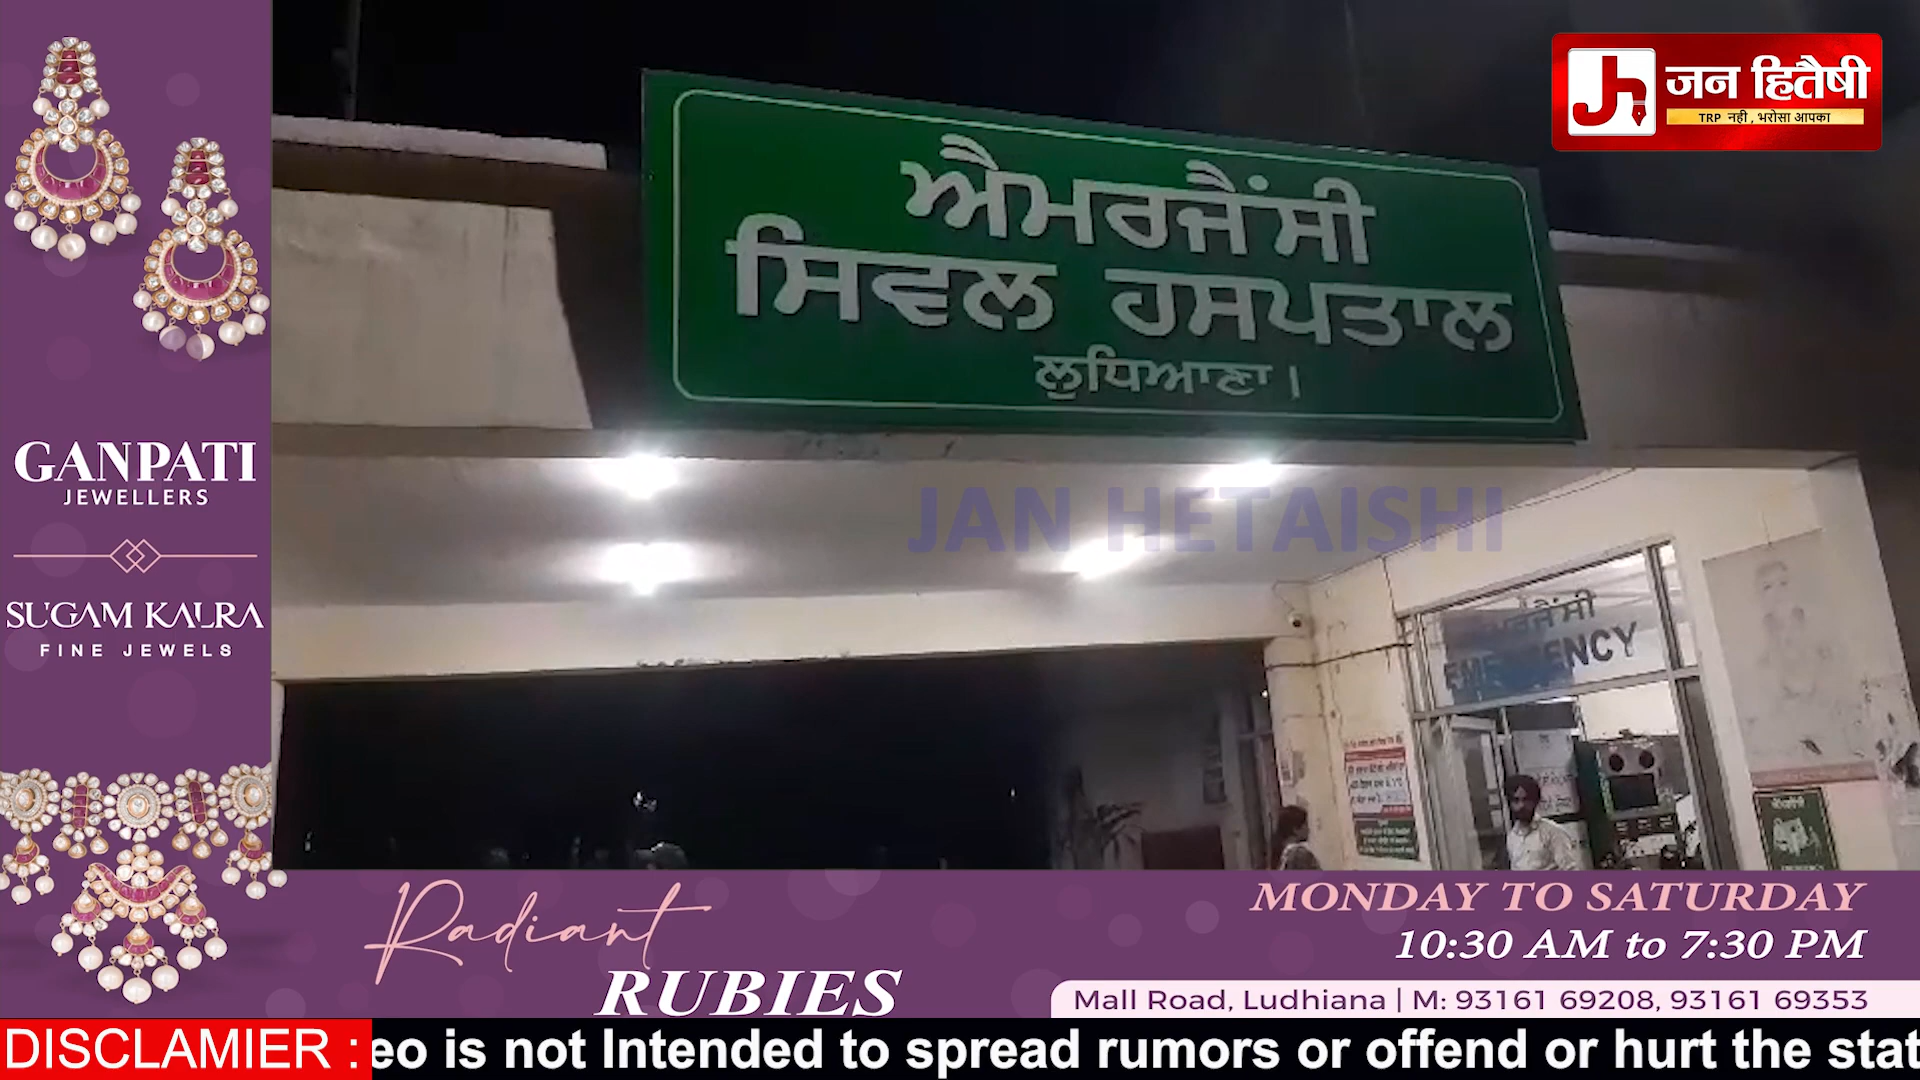 जन हितैषी
TRP नही , भरोसा आपका
ਐਮਰਜੈਂਸੀ
ਸਿਵਲ ਹਸਪਤਾਲ
ਲੁਧਿਆਣਾ |
JAN HETAISHI
EMERGENCY
GANPATI
JEWELLERS
SUGAM KALRA
FINE JEWELS
Radiant
RUBIES
MONDAY TO SATURDAY
10:30 AM to 7:30 PM
Mall Road, Ludhiana | M: 93161 69208, 93161 69353
DISCLAMIER : eo is not Intended to spread rumors or offend or hurt the stat